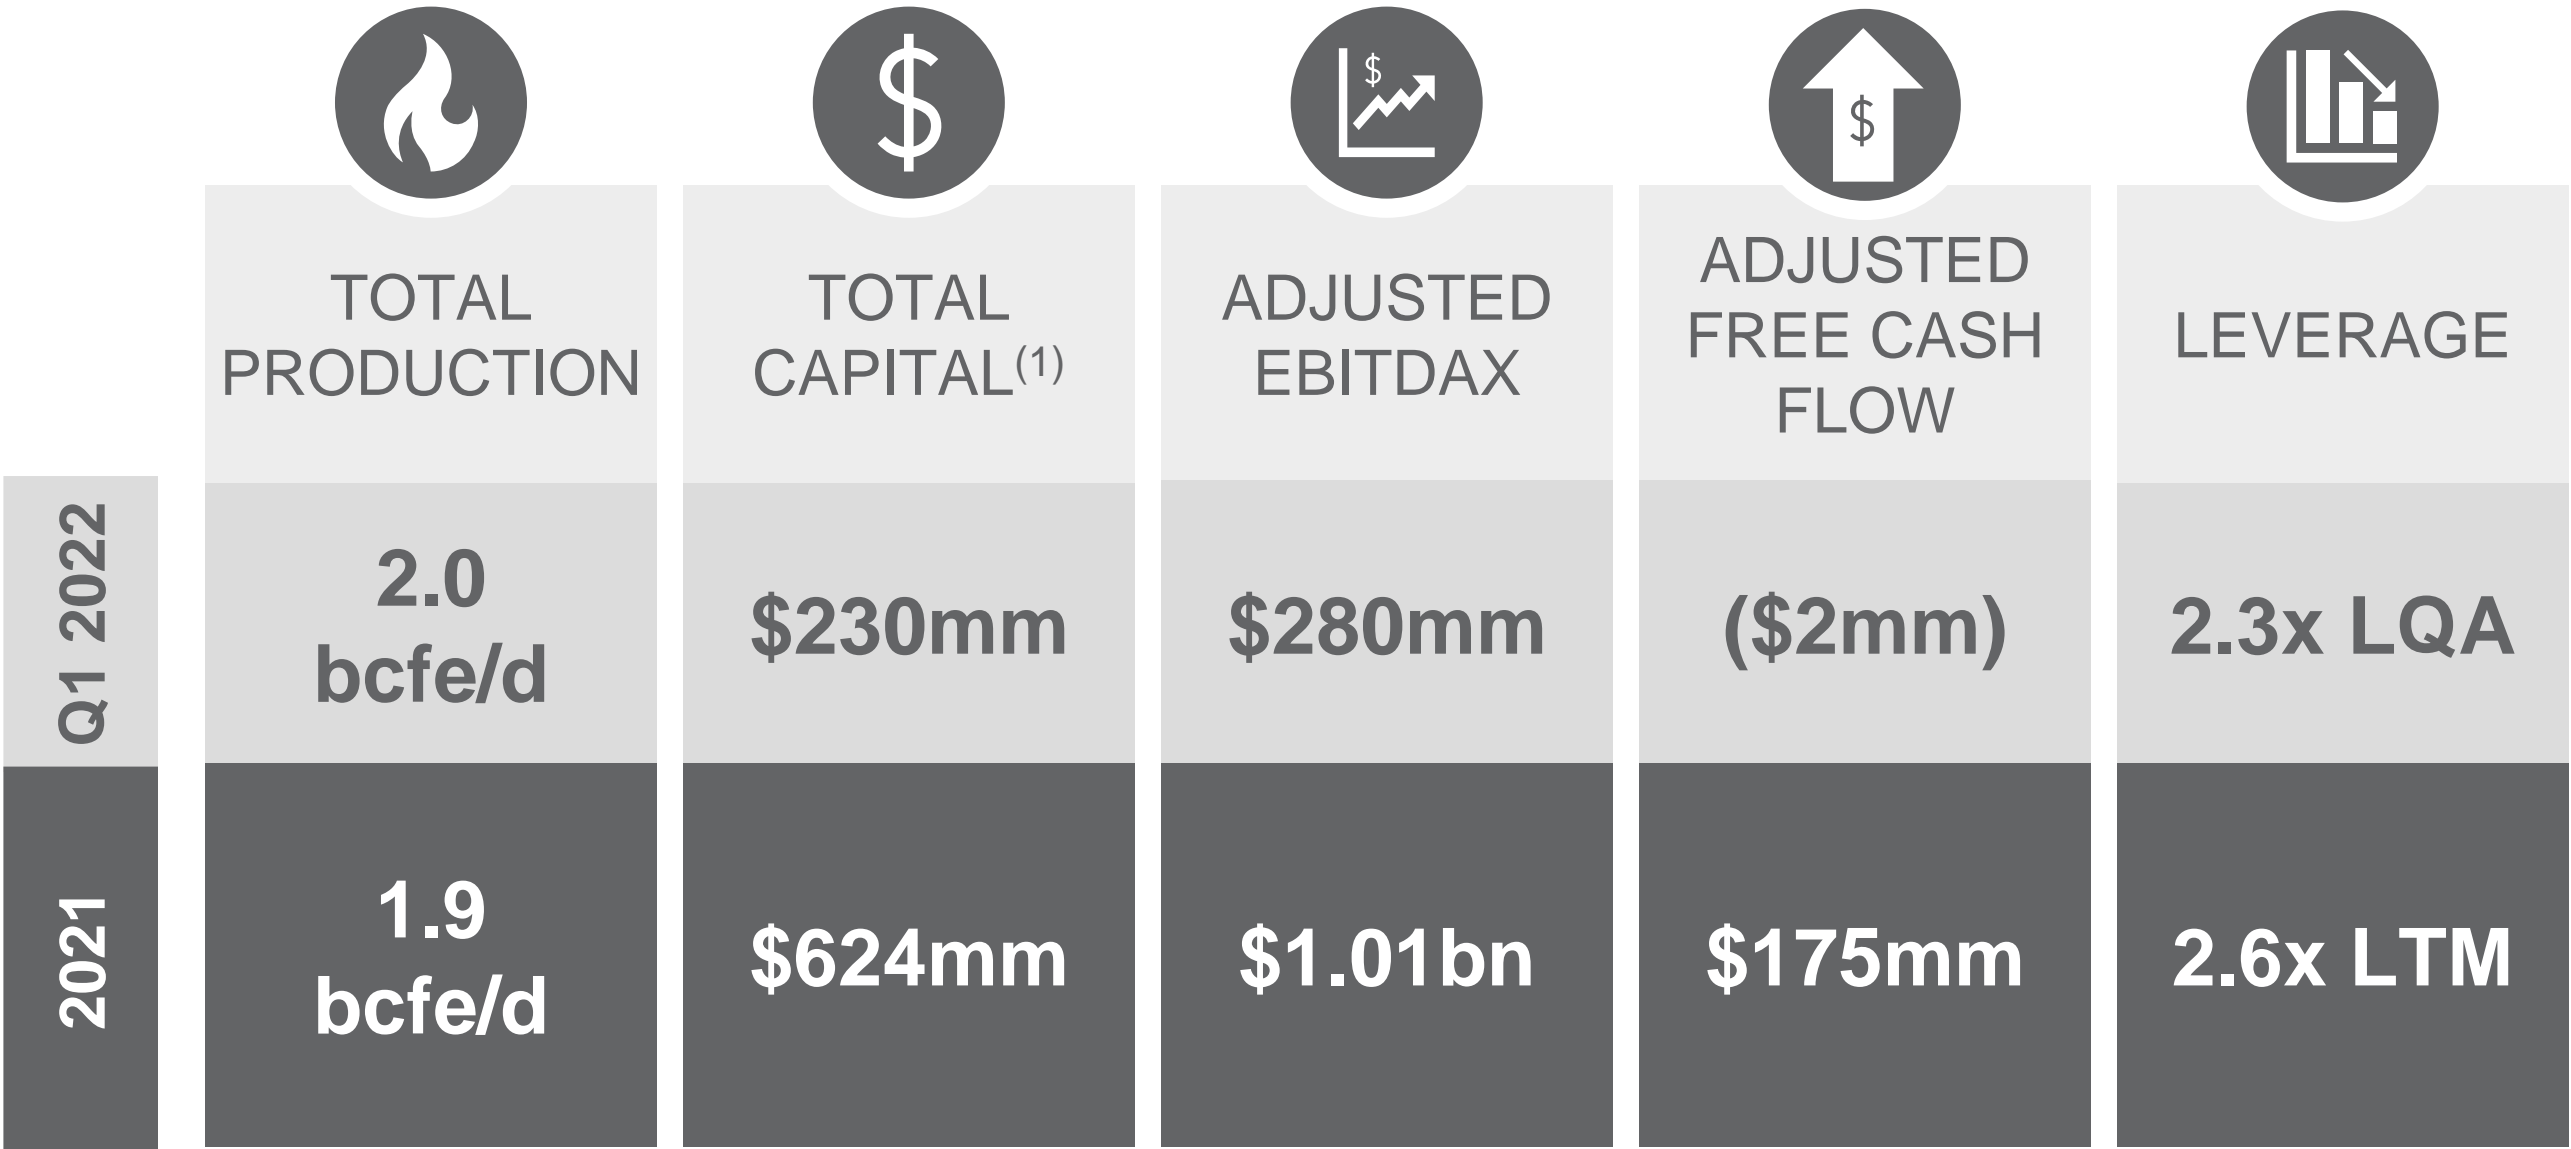 $
$
$
TOTAL
PRODUCTION
TOTAL
CAPITAL(1)
ADJUSTED
EBITDAX
ADJUSTED
FREE CASH
FLOW
LEVERAGE
Q1 2022
2.0
bcfe/d
$230mm
$280mm
($2mm)
2.3x LQA
2021
1.9
bcfe/d
$624mm
$1.01bn
$175mm
2.6x LTM